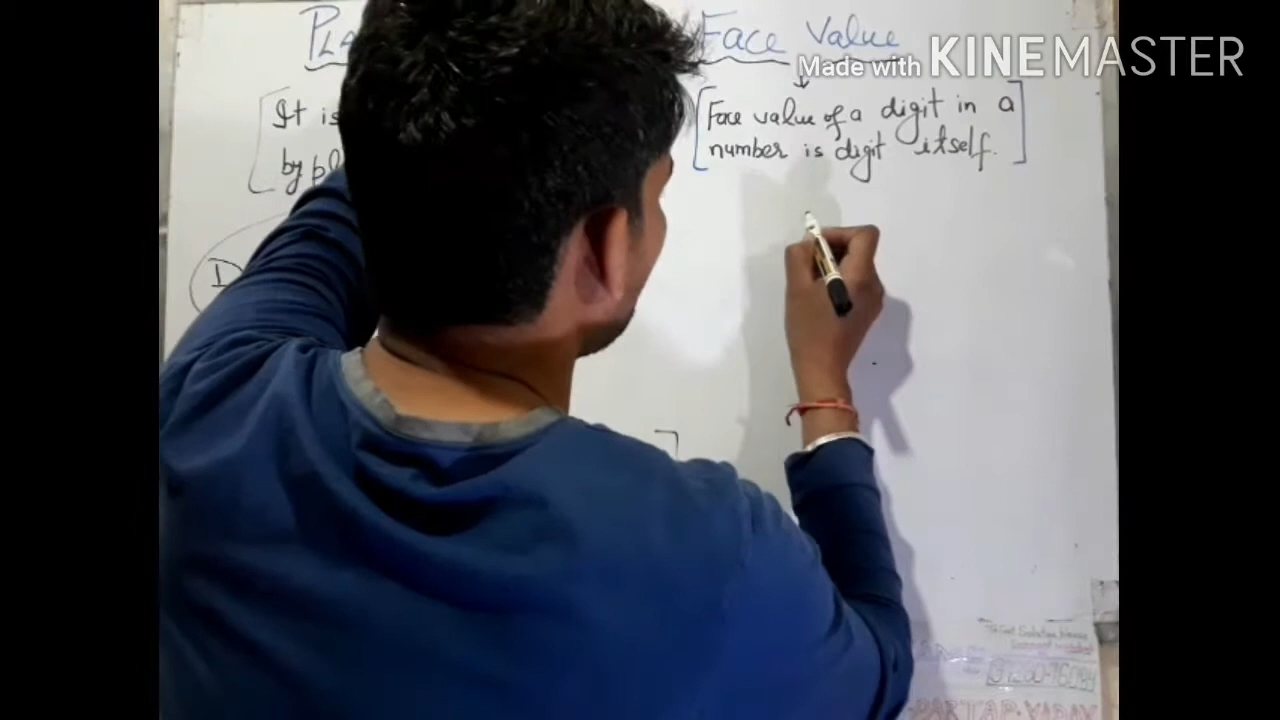 PLA
Face Value
Made with KINEMASTER
It is
by pl
Face value of a digit in a
number is digit itself.
I